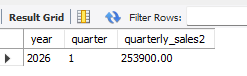 Result Grid Filter Rows:
year quarter quarterly_sales2
2026 1 253900.00